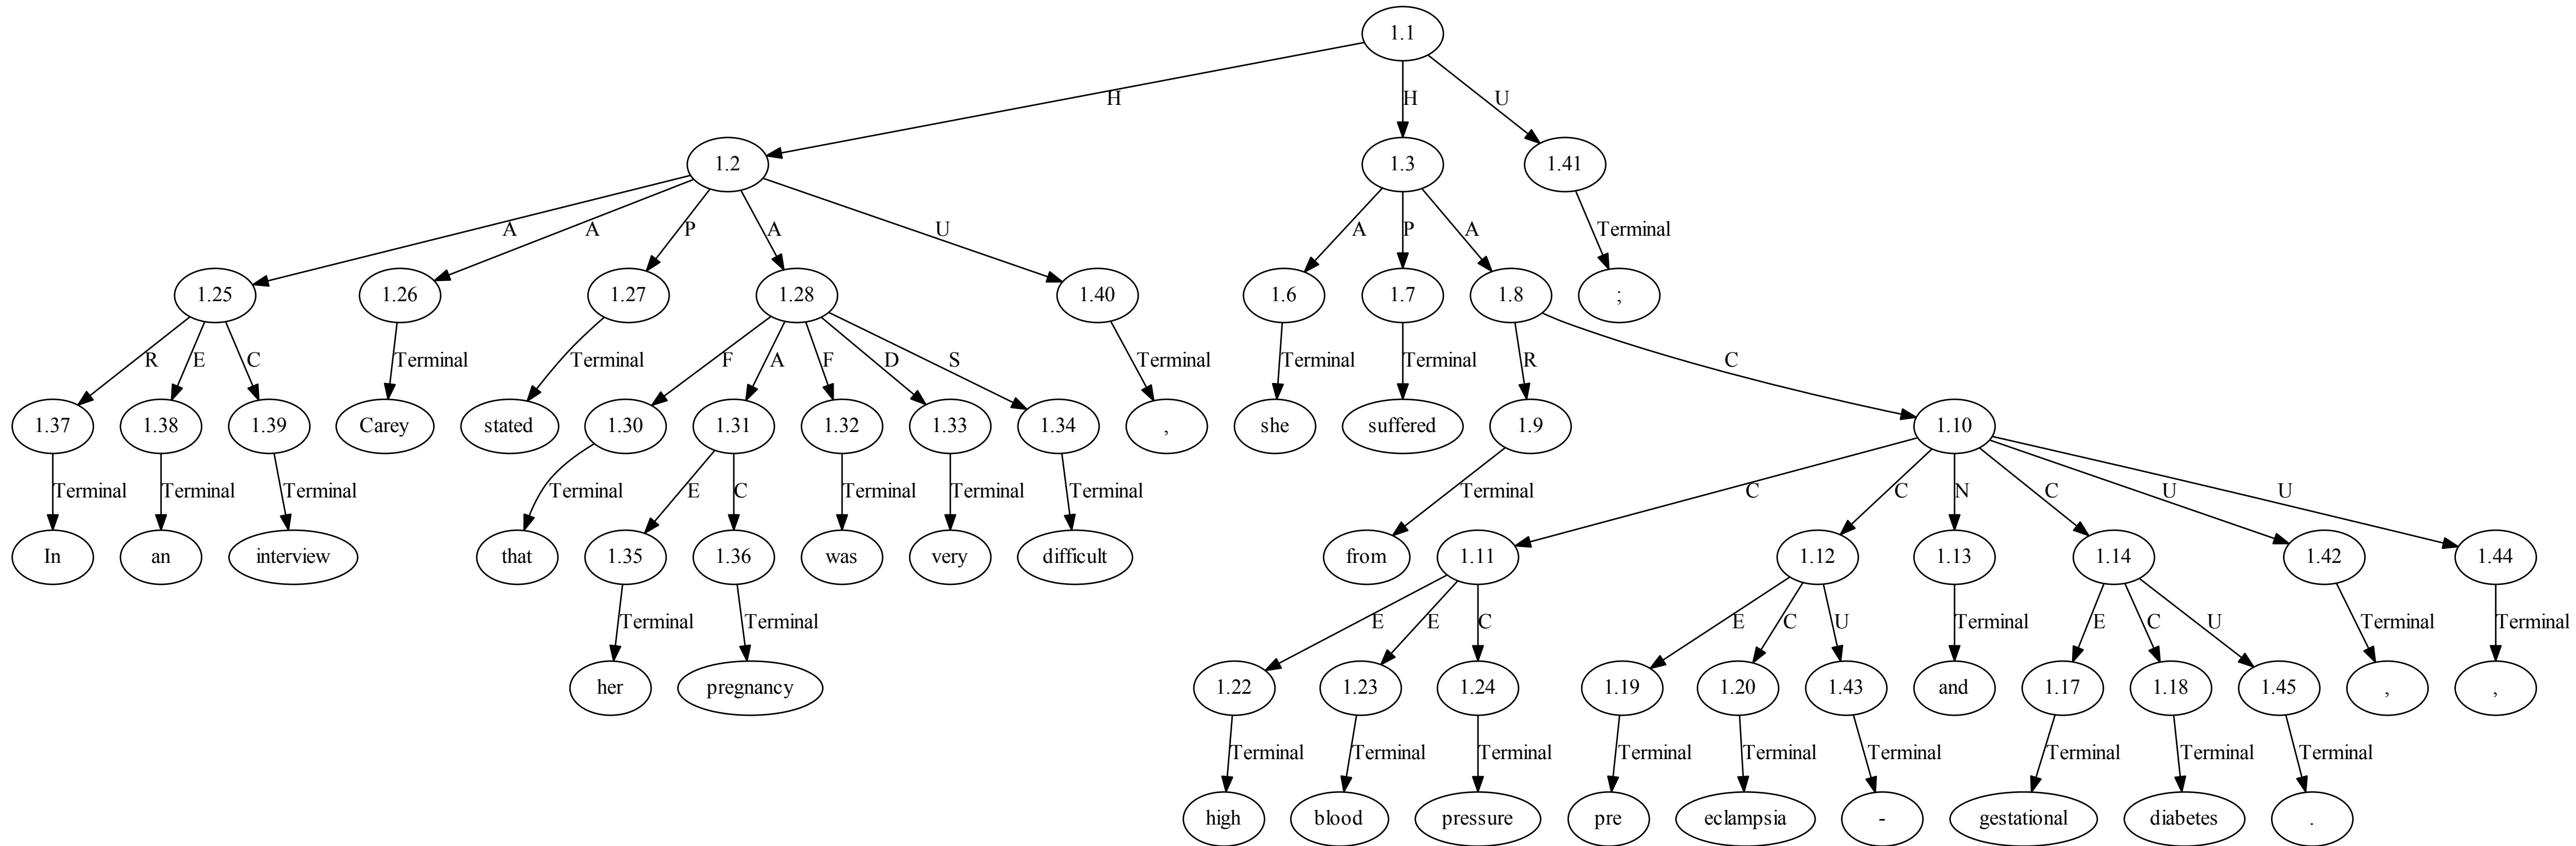 1.1
H H U
1.2 1.3 1.41
A A P A U A P A Terminal
1.25 1.26 1.27 1.28 1.40 1.6 1.7 1.8 ;
R E C Terminal Terminal F A F D S Terminal Terminal Terminal R C
1.37 1.38 1.39 Carey stated 1.30 1.31 1.32 1.33 1.34 , she suffered 1.9 1.10
Terminal Terminal Terminal Terminal E C Terminal Terminal Terminal Terminal C C N C U U
In an interview that 1.35 1.36 was very difficult from 1.11 1.12 1.13 1.14 1.42 1.44
Terminal Terminal E E C E C U Terminal E C U Terminal Terminal
her pregnancy 1.22 1.23 1.24 1.19 1.20 1.43 and 1.17 1.18 1.45 , ,
Terminal Terminal Terminal Terminal Terminal Terminal Terminal Terminal Terminal
high blood pressure pre eclampsia - gestational diabetes .